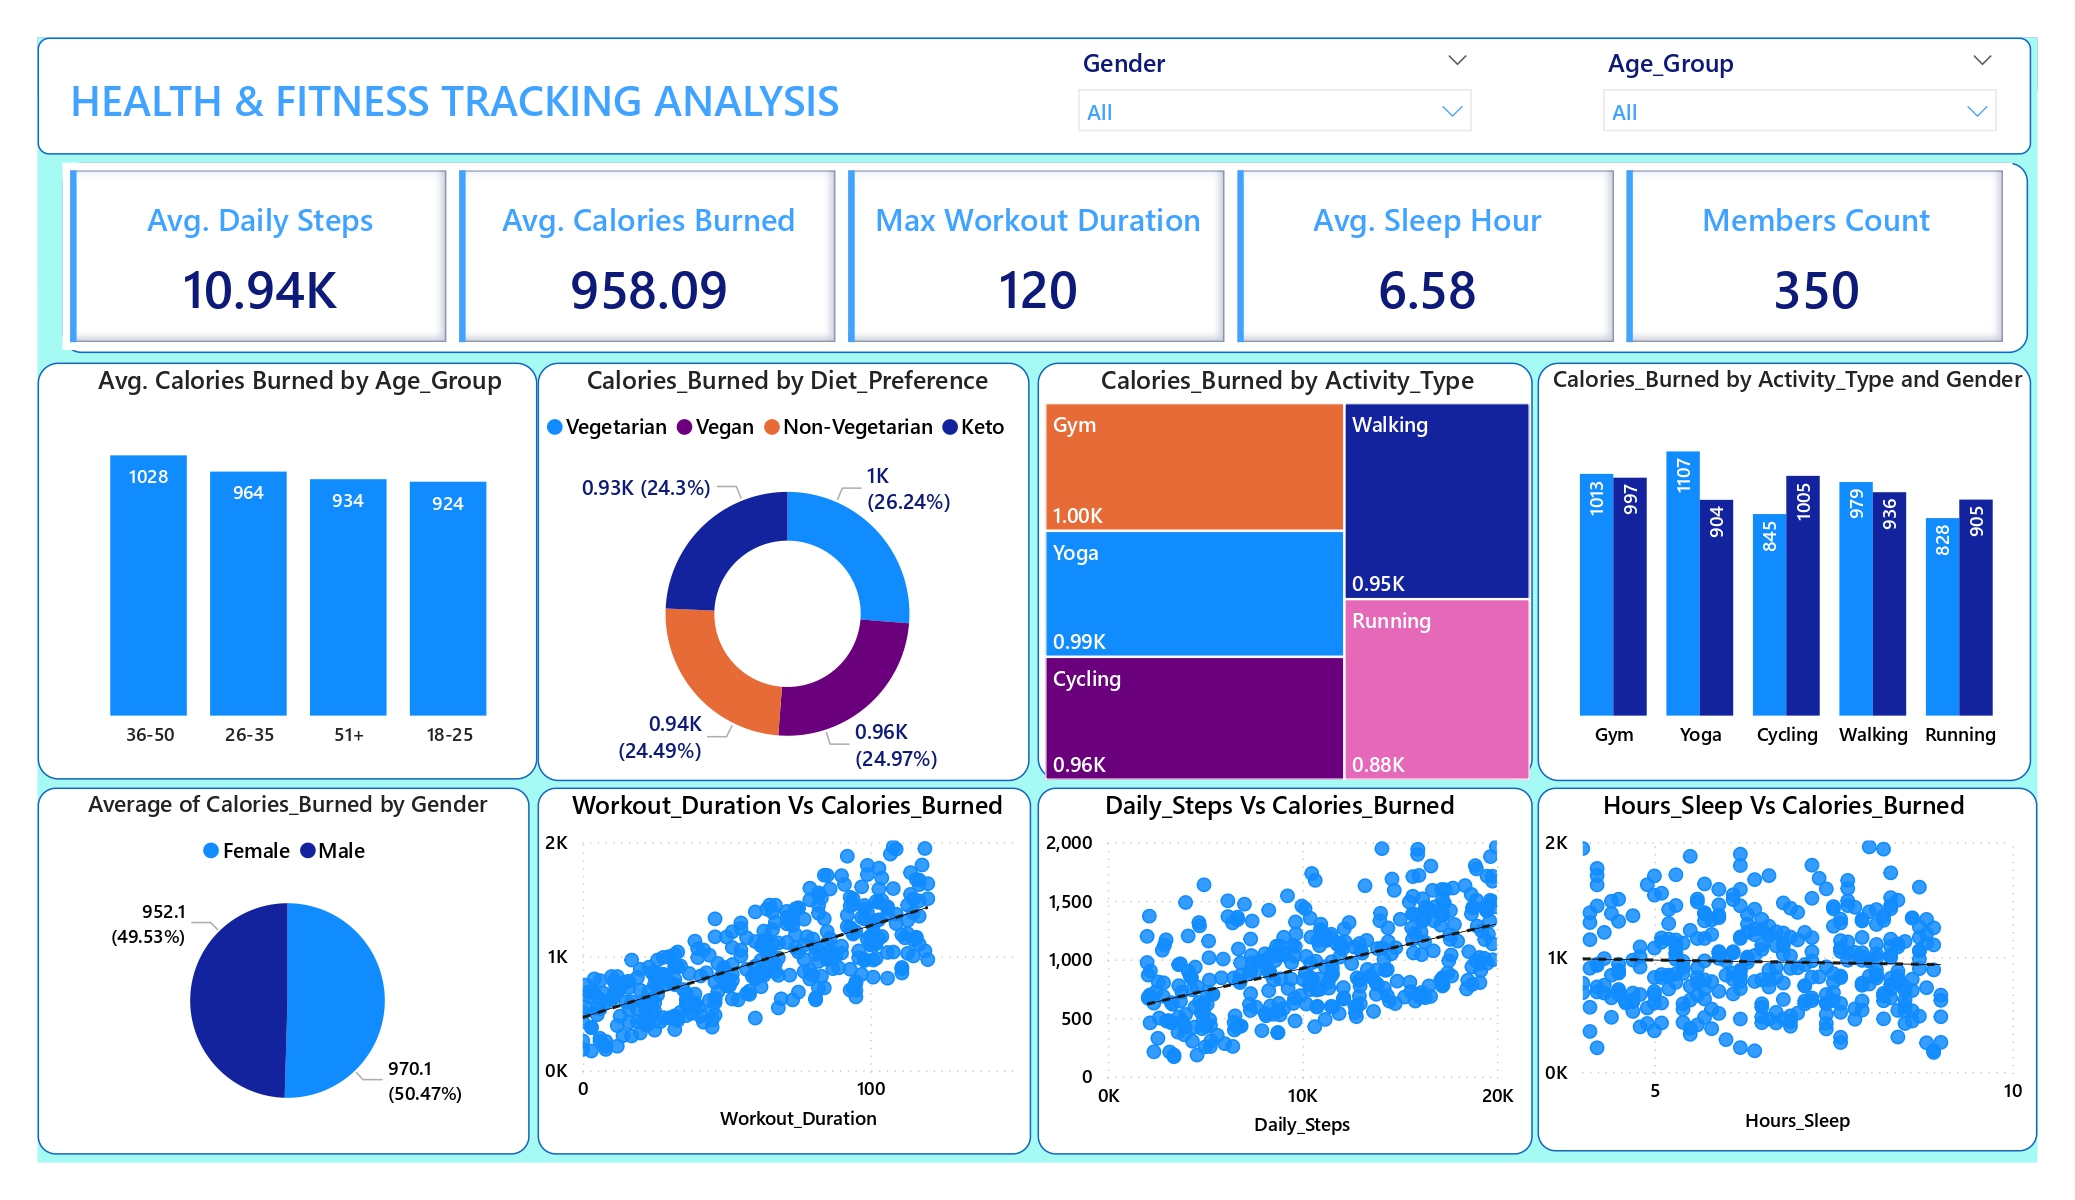 HEALTH & FITNESS TRACKING ANALYSIS
Gender
All
Age_Group
All
Avg. Daily Steps
10.94K
Avg. Calories Burned
958.09
Max Workout Duration
120
Avg. Sleep Hour
6.58
Members Count
350
Avg. Calories Burned by Age_Group
1028
964
934
924
36-50
26-35
51+
18-25
Calories_Burned by Diet_Preference
Vegetarian
Vegan
Non-Vegetarian
Keto
0.93K (24.3%)
1K
(26.24%)
0.94K
(24.49%)
0.96K
(24.97%)
Calories_Burned by Activity_Type
Gym
1.00K
Yoga
0.99K
Cycling
0.96K
Walking
0.95K
Running
0.88K
Calories_Burned by Activity_Type and Gender
1013
997
1107
904
845
1005
979
936
828
905
Gym
Yoga
Cycling
Walking
Running
Average of Calories_Burned by Gender
Female
Male
952.1
(49.53%)
970.1
(50.47%)
Workout_Duration Vs Calories_Burned
2K
1K
0K
0
100
Workout_Duration
Daily_Steps Vs Calories_Burned
2,000
1,500
1,000
500
0
0K
10K
20K
Daily_Steps
Hours_Sleep Vs Calories_Burned
2K
1K
0K
5
10
Hours_Sleep